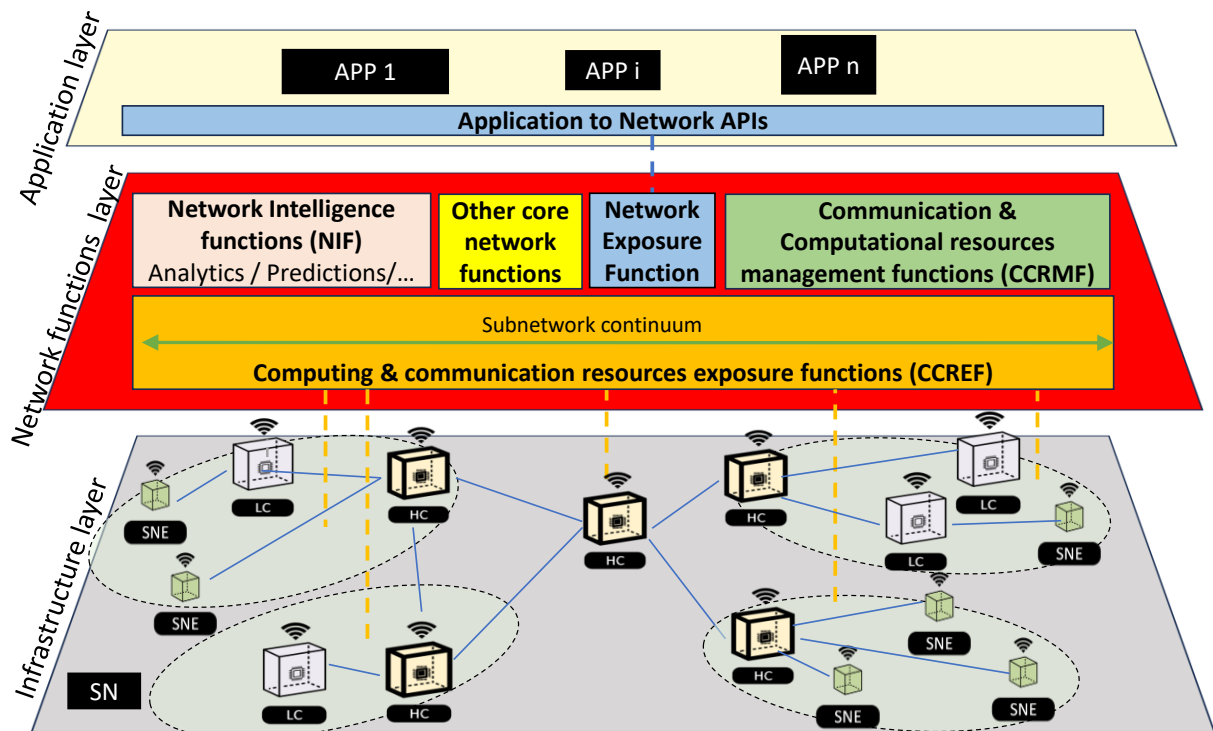 Application layer
APP 1
APP i
APP n
Application to Network APIs
Network functions layer
Network Intelligence
functions (NIF)
Analytics / Predictions/...
Other core
network
functions
Network
Exposure
Function
Communication &
Computational resources
management functions (CCRMF)
Subnetwork continuum
Computing & communication resources exposure functions (CCREF)
Infrastructure layer
SNE
LC
HC
SNE
LC
HC
SN
HC
HC
LC
LC
SNE
HC
SNE
SNE
SNE